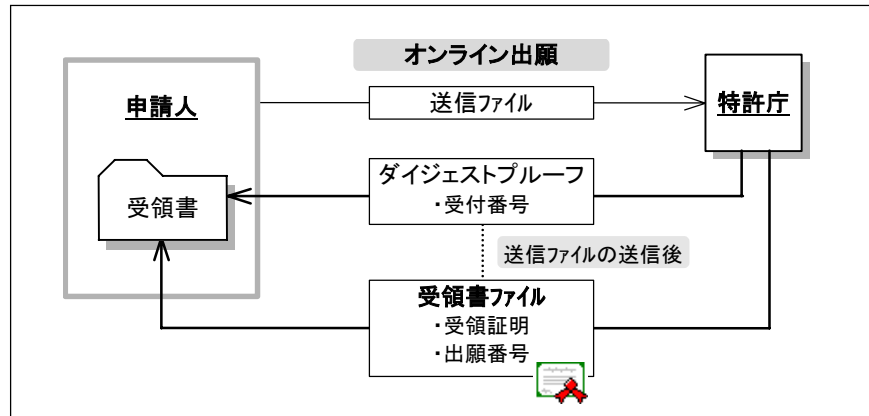 オンライン出願
申請人
送信ファイル
特許庁
ダイジェストプルーフ
・受付番号
受領書
送信ファイルの送信後
受領書ファイル
・受領証明
・出願番号